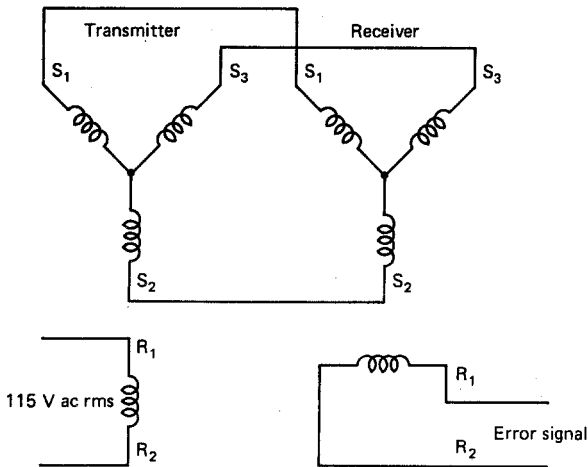 Transmitter
Receiver
S1
S3
S1
S3
S2
S2
R1
115 V ac rms
R2
R1
Error signal
R2